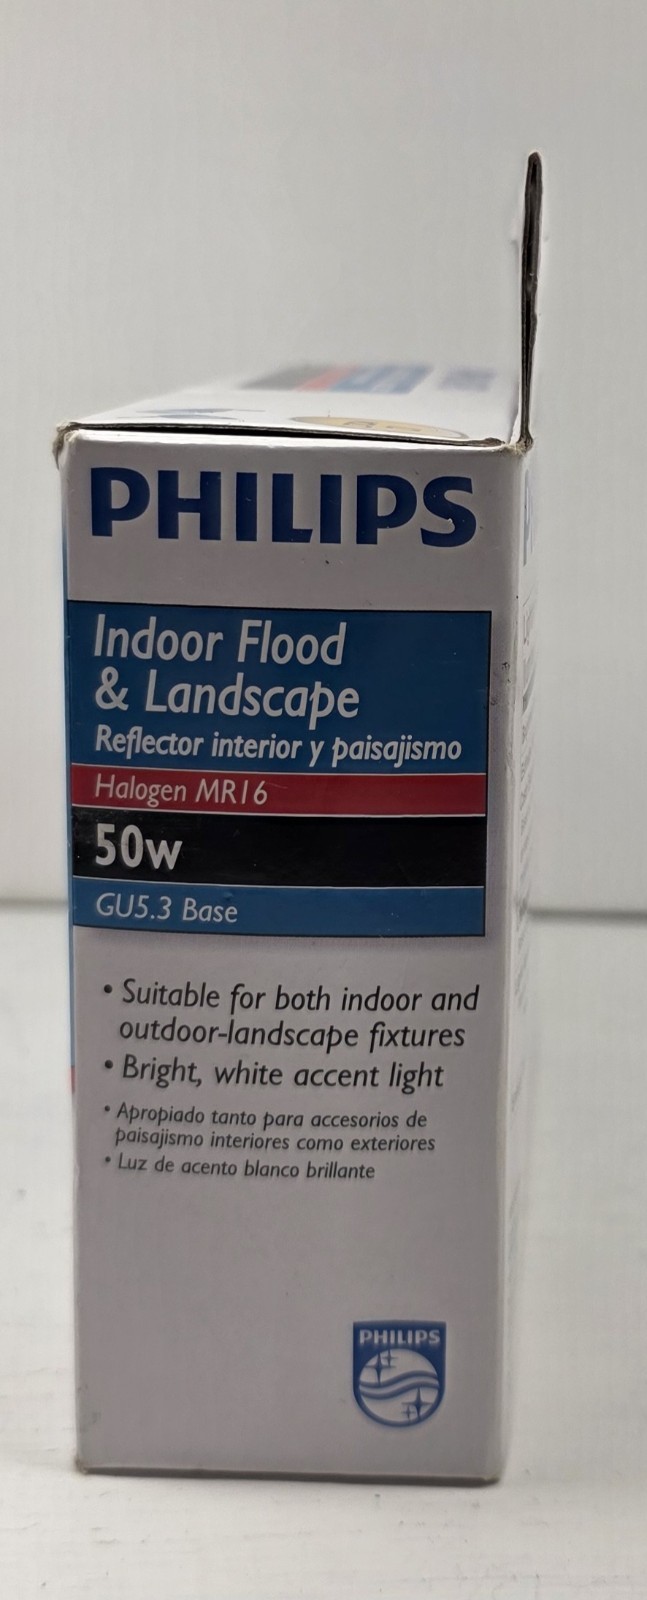 PHILIPS
Indoor Flood
& Landscape
Reflector interior y paisajismo
Halogen MR16
50w
GU5.3 Base
• Suitable for both indoor and
outdoor-landscape fixtures
• Bright, white accent light
• Apropiado tanto para accesorios de
paisajismo interiores como exteriores
• Luz de acento blanco brillante
PHILIPS